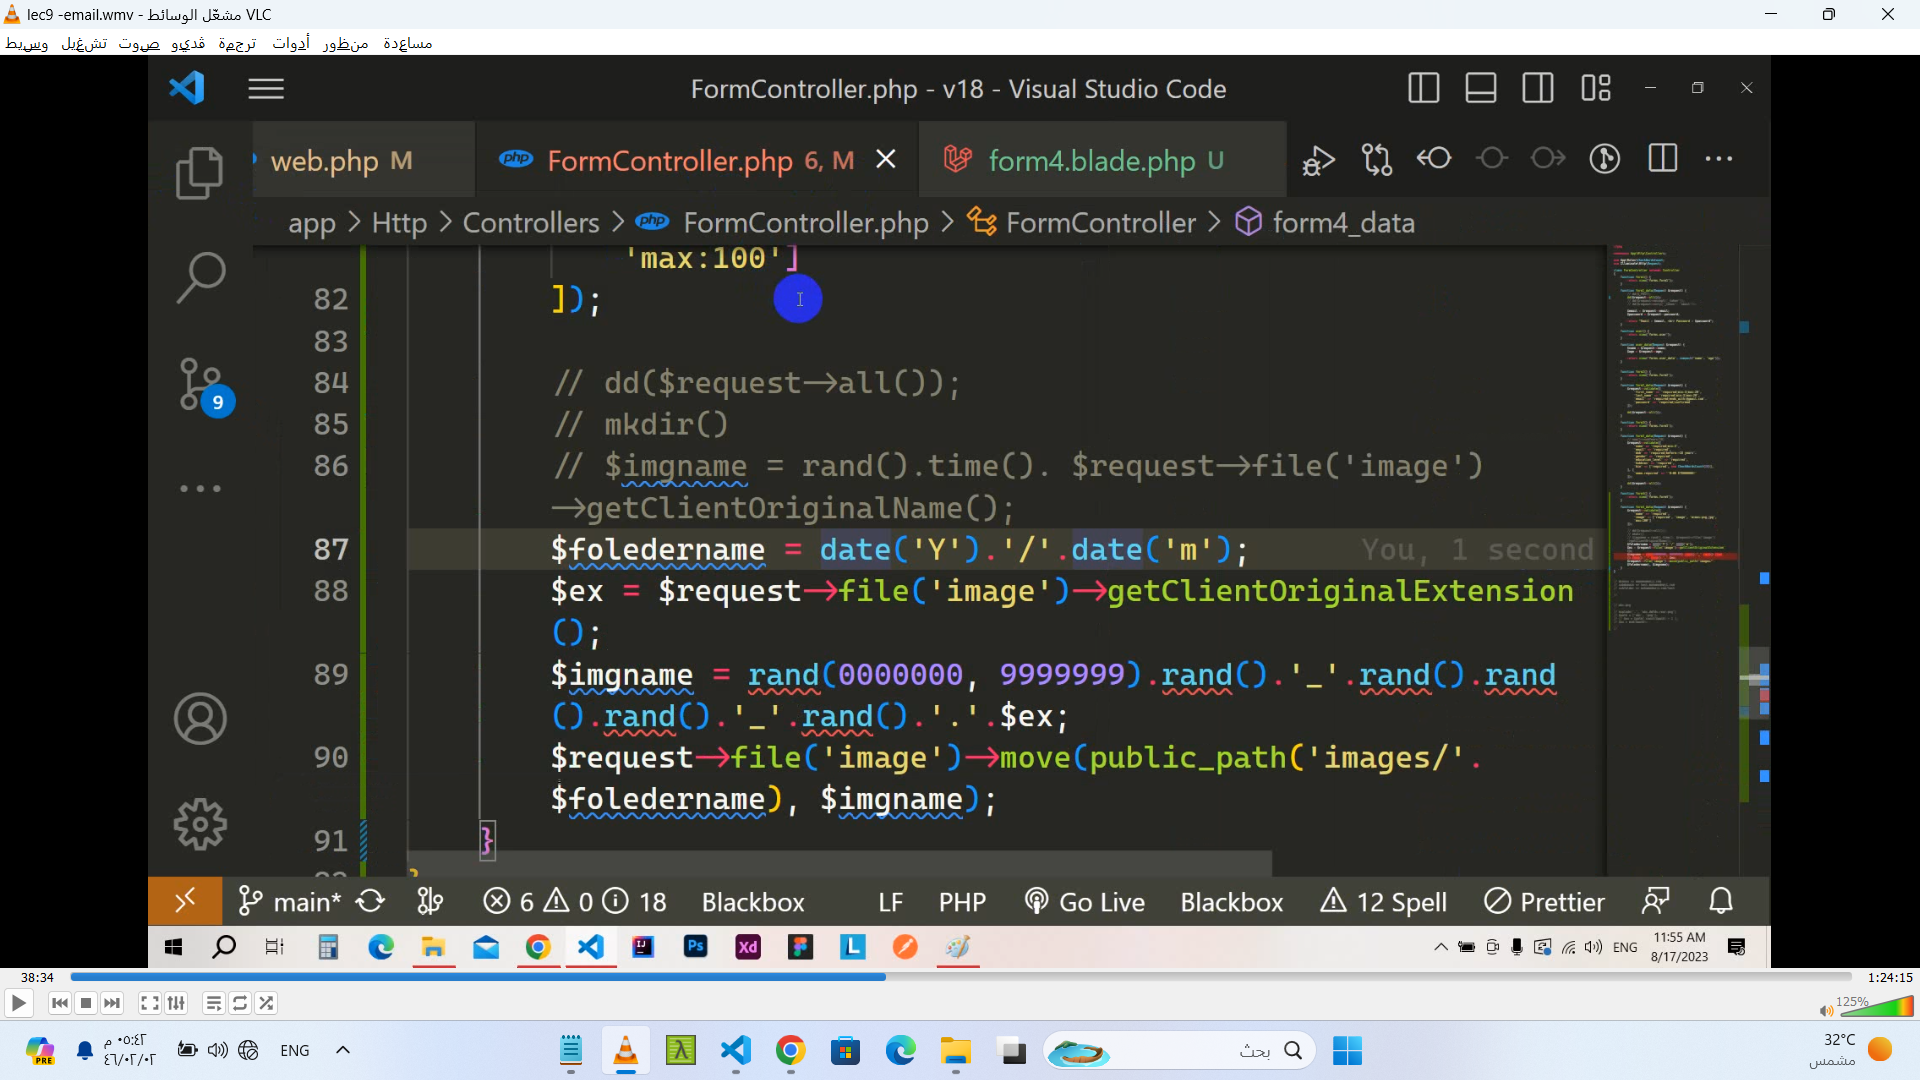 lec9 -email.wmv - مشغّل الوسائط VLC
وسيط تشغيل صوت ڤديو ترجمة أدوات منظور مساعدة
FormController.php - v18 - Visual Studio Code
web.php M
FormController.php 6, M
form4.blade.php U
app > Http > Controllers > FormController.php > FormController > form4_data
'max:100']
82 ]);
83
84 // dd($request->all());
85 // mkdir()
86 // $imgname = rand().time(). $request->file('image')
->getClientOriginalName();
87 $foledername = date('Y').'/'.date('m'); You, 1 second
88 $ex = $request->file('image')->getClientOriginalExtension
();
89 $imgname = rand(0000000, 9999999).rand().'_'.rand().rand
().rand().'_'.rand().'.'.$ex;
90 $request->file('image')->move(public_path('images/'.
$foledername), $imgname);
91 }
9
main* 6 0 18 Blackbox LF PHP Go Live Blackbox 12 Spell Prettier
Ps Xd L ENG 11:55 AM
8/17/2023
38:34 1:24:15
125%
PRE
٠٥:٤٢ م
٤٦/٠٢/٠٢
ENG
بحث
32°C
مشمس